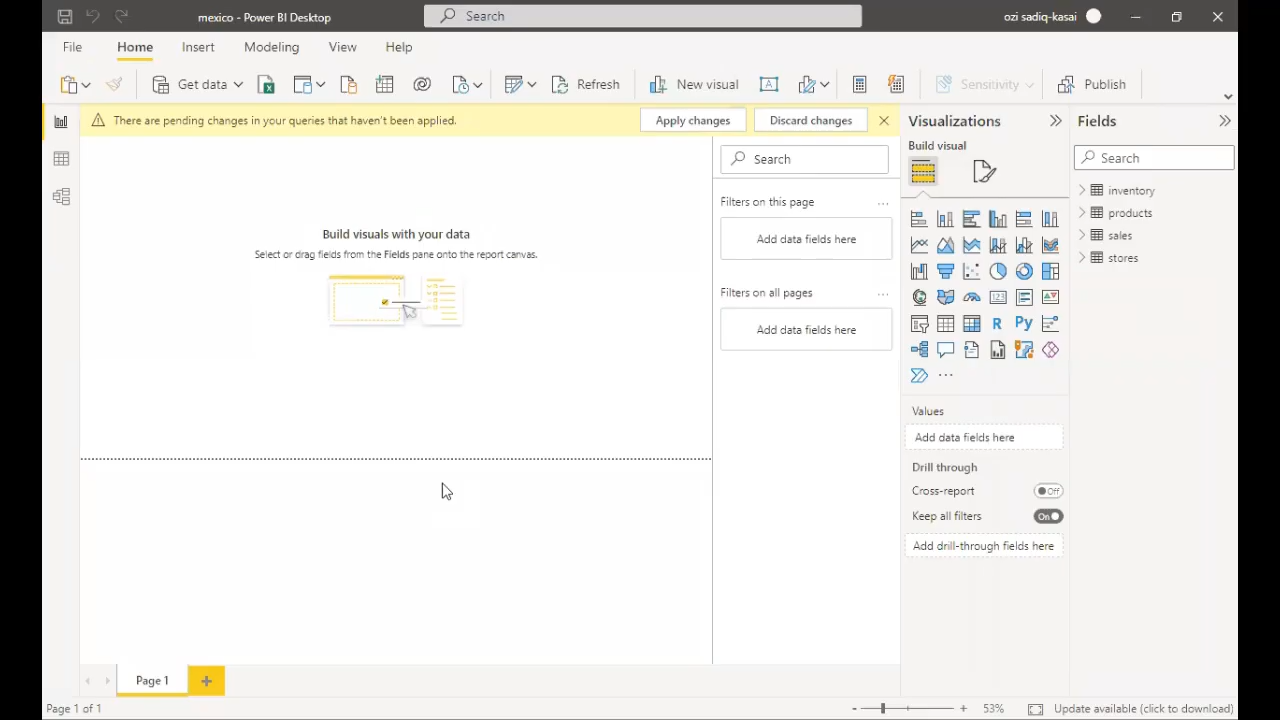 mexico - Power BI Desktop
Search
ozi sadiq-kasai
File Home Insert Modeling View Help
Get data
Refresh
New visual
A
Sensitivity
Publish
There are pending changes in your queries that haven't been applied.
Apply changes
Discard changes
Build visuals with your data
Select or drag fields from the Fields pane onto the report canvas.
Search
Filters on this page
...
Add data fields here
Filters on all pages
...
Add data fields here
Visualizations
Build visual
123
R
Py
...
Values
Add data fields here
Drill through
Cross-report
Off
Keep all filters
On
Add drill-through fields here
Fields
Search
inventory
products
sales
stores
Page 1
+
Page 1 of 1
- + 53%
Update available (click to download)